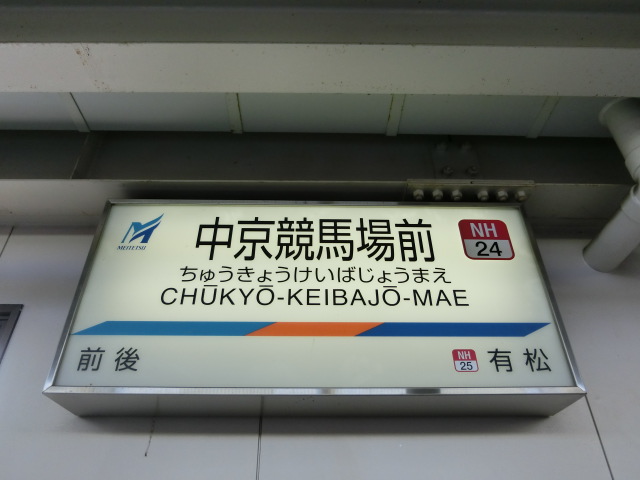 MEITETSU
中京競馬場前
NH
24
ちゅうきょうけいばじょうまえ
CHŪKYŌ-KEIBAJŌ-MAE
前後
NH
25
有松